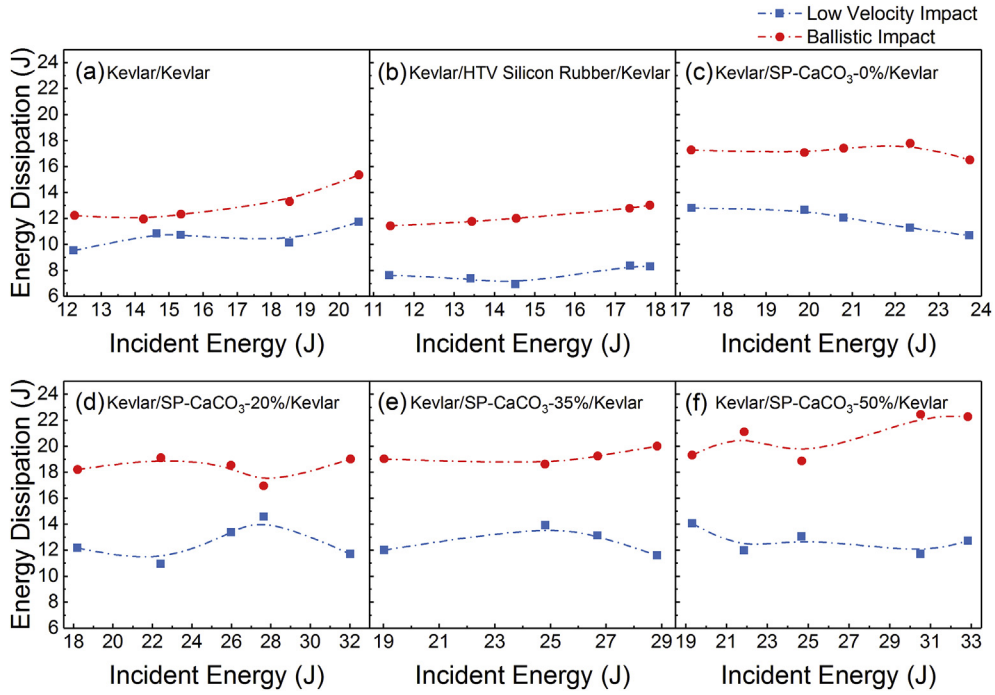 Low Velocity Impact
Ballistic Impact
Energy Dissipation (J)
24
22
20
18
16
14
12
10
8
6
(a) Kevlar/Kevlar
12 13 14 15 16 17 18 19 20
Incident Energy (J)
(b) Kevlar/HTV Silicon Rubber/Kevlar
11 12 13 14 15 16 17 18
Incident Energy (J)
(c) Kevlar/SP-CaCO₃-0%/Kevlar
17 18 19 20 21 22 23 24
Incident Energy (J)
Energy Dissipation (J)
24
22
20
18
16
14
12
10
8
6
(d) Kevlar/SP-CaCO₃-20%/Kevlar
18 20 22 24 26 28 30 32
Incident Energy (J)
(e) Kevlar/SP-CaCO₃-35%/Kevlar
19 21 23 25 27 29
Incident Energy (J)
(f) Kevlar/SP-CaCO₃-50%/Kevlar
19 21 23 25 27 29 31 33
Incident Energy (J)